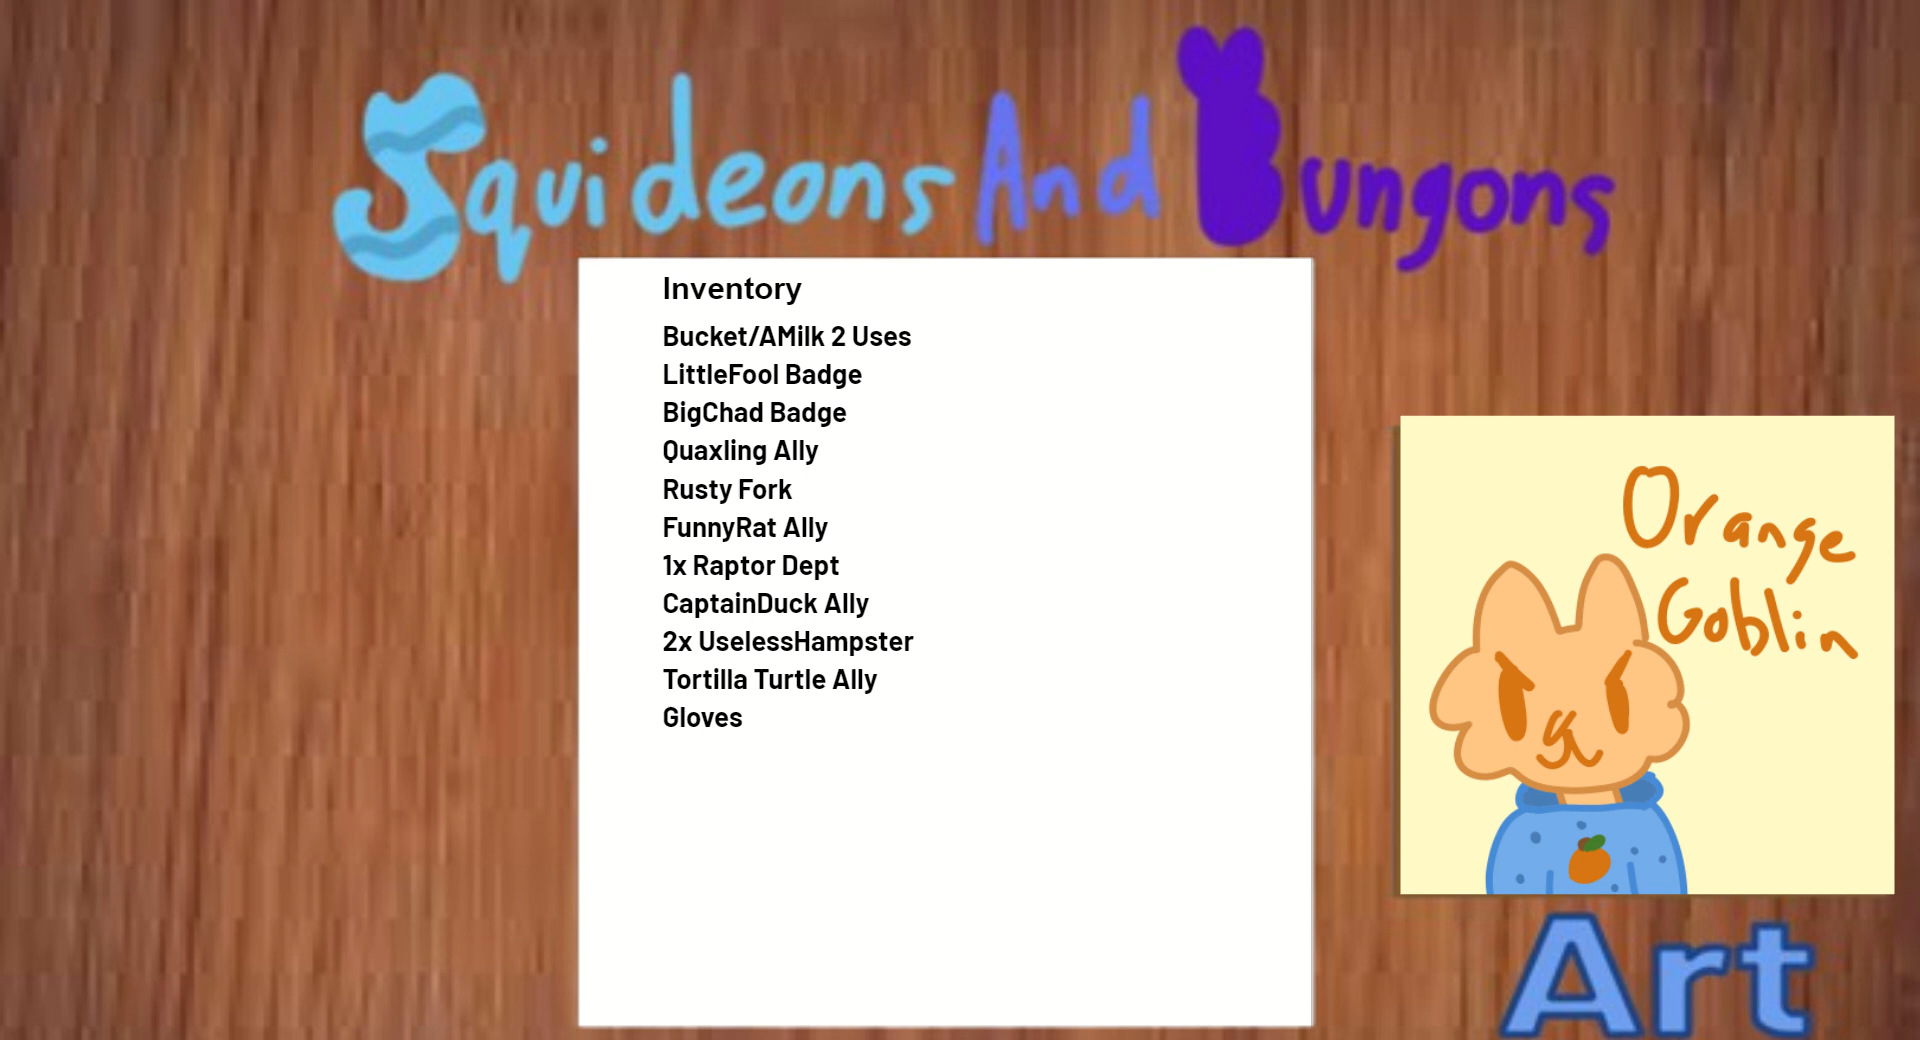 Squideons And Bungons
Inventory
Bucket/AMilk 2 Uses
LittleFool Badge
BigChad Badge
Quaxling Ally
Rusty Fork
FunnyRat Ally
1x Raptor Dept
CaptainDuck Ally
2x UselessHampster
Tortilla Turtle Ally
Gloves
Orange
Goblin
Art